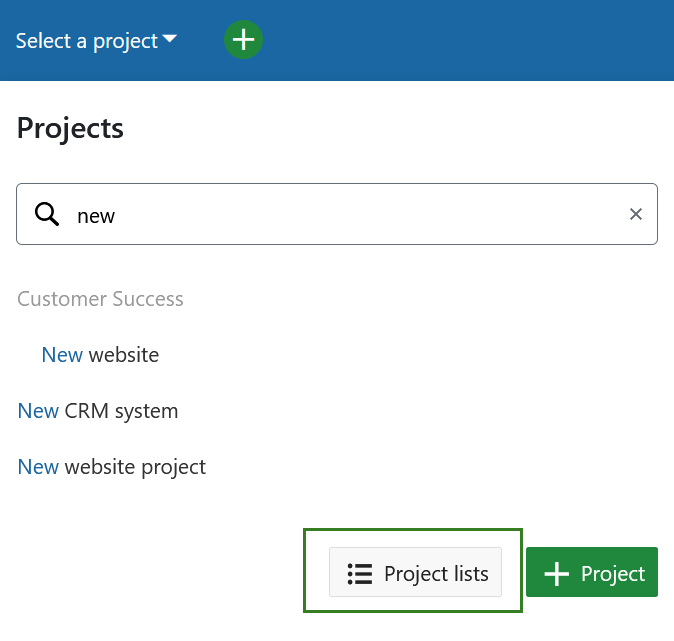 Select a project
Projects
new
Customer Success
New website
New CRM system
New website project
Project lists
Project